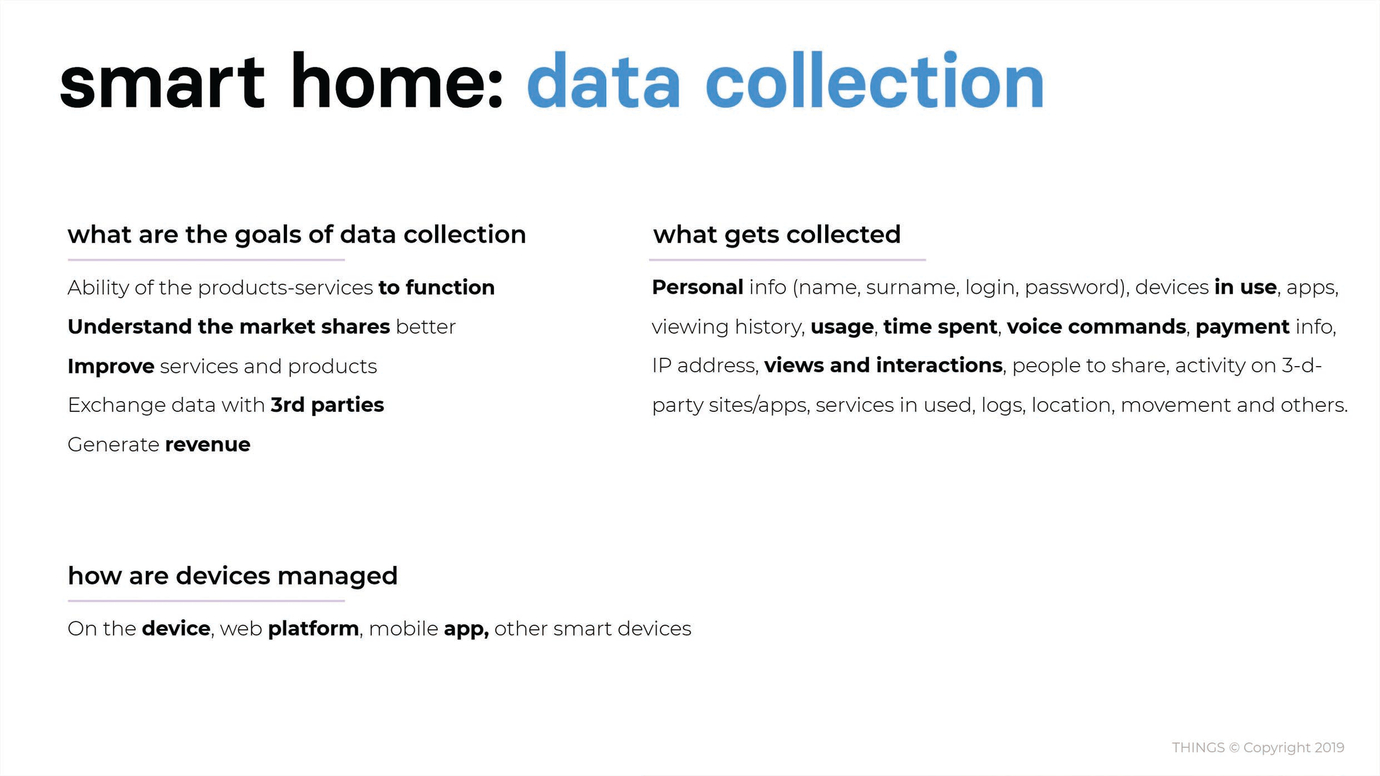 smart home: data collection
what are the goals of data collection
Ability of the products-services to function
Understand the market shares better
Improve services and products
Exchange data with 3rd parties
Generate revenue
what gets collected
Personal info (name, surname, login, password), devices in use, apps,
viewing history, usage, time spent, voice commands, payment info,
IP address, views and interactions, people to share, activity on 3-d-
party sites/apps, services in used, logs, location, movement and others.
how are devices managed
On the device, web platform, mobile app, other smart devices
THINGS © Copyright 2019